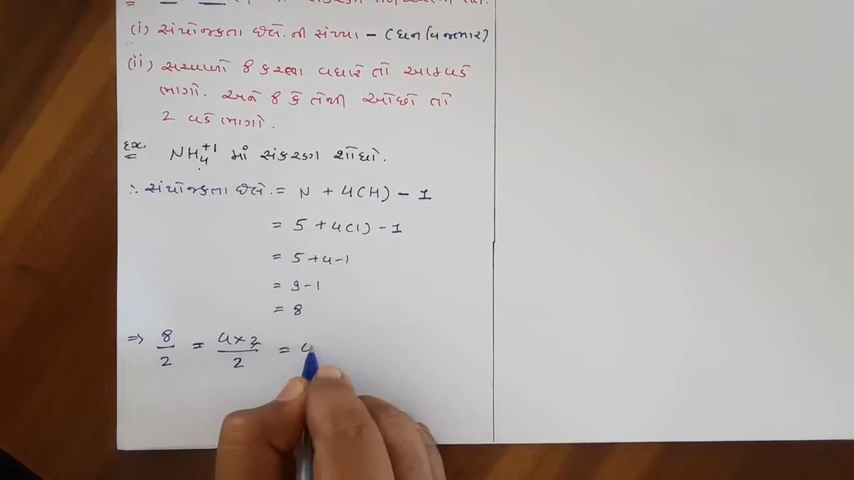 (i) સંયોજકતા ઇલે. ની સંખ્યા - (ધન વિજભાર)
(ii) સરવાળો 8 કરતા વધારે તો આઠ વડે
ભાગો. અને 8 કે તેથી ઓછો તો
2 વડે ભાગો.
Ex. NH₄⁺¹ માં સંકરણ શોધો.
∴ સંયોજકતા ઇલે. = N + 4(H) - 1
= 5 + 4(1) - 1
= 5 + 4 - 1
= 9 - 1
= 8
⇒ 8/2 = 4×2/2 =